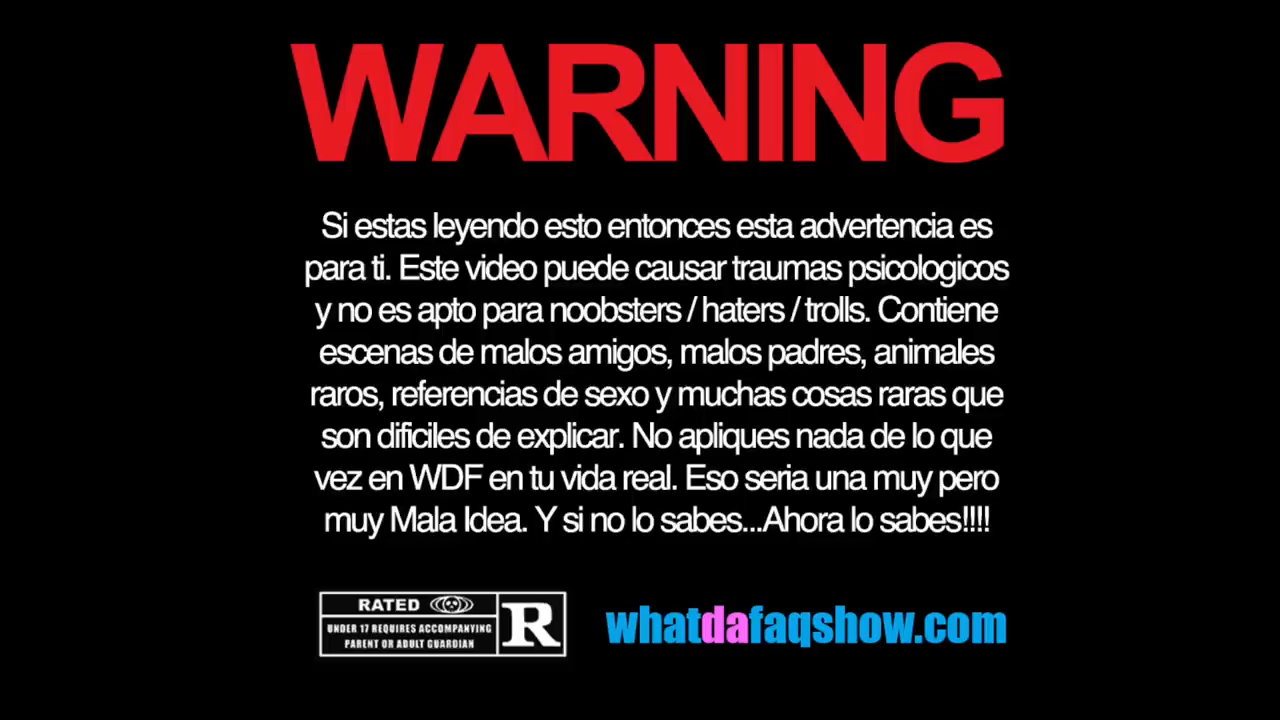 WARNING
Si estas leyendo esto entonces esta advertencia es
para ti. Este video puede causar traumas psicologicos
y no es apto para noobsters / haters / trolls. Contiene
escenas de malos amigos, malos padres, animales
raros, referencias de sexo y muchas cosas raras que
son dificiles de explicar. No apliques nada de lo que
vez en WDF en tu vida real. Eso seria una muy pero
muy Mala Idea. Y si no lo sabes...Ahora lo sabes!!!!
RATED R
UNDER 17 REQUIRES ACCOMPANYING
PARENT OR ADULT GUARDIAN
whatdafaqshow.com